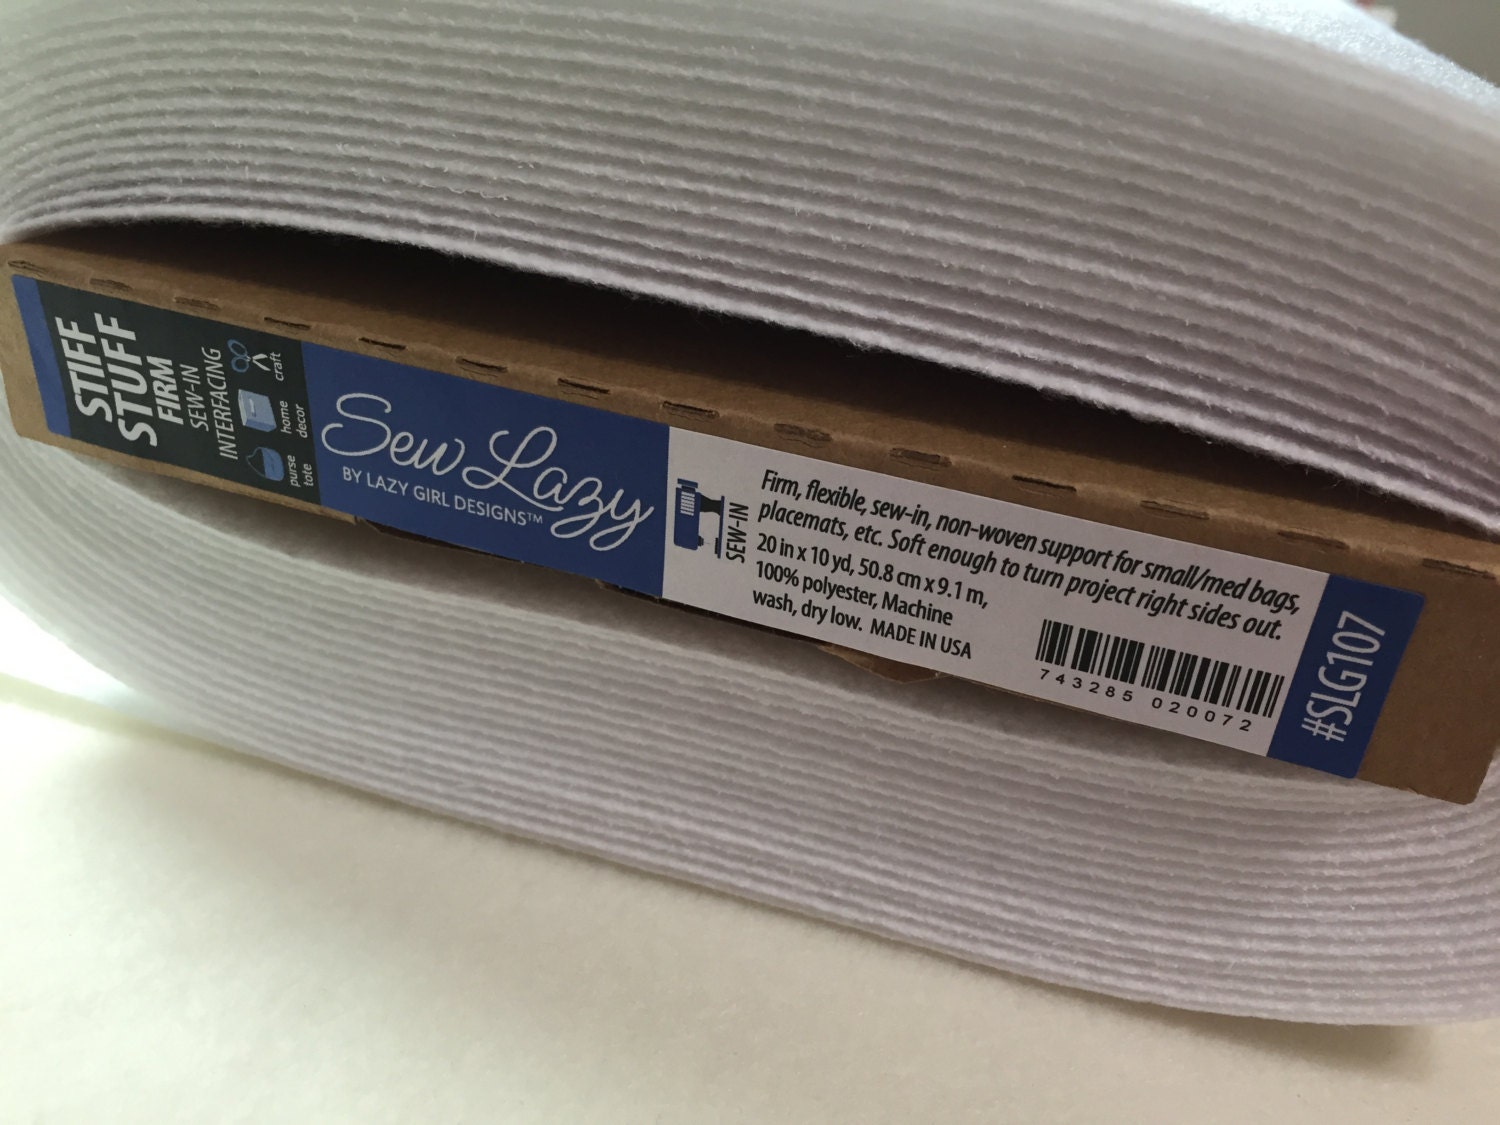 STIFF
STUFF
FIRM
SEW-IN
INTERFACING
purse
tote
home
decor
craft
Sew Lazy
BY LAZY GIRL DESIGNS™
SEW-IN
Firm, flexible, sew-in, non-woven support for small/med bags,
placemats, etc. Soft enough to turn project right sides out.
20 in x 10 yd, 50.8 cm x 9.1 m,
100% polyester, Machine
wash, dry low. MADE IN USA
743285 020072
#SLG107